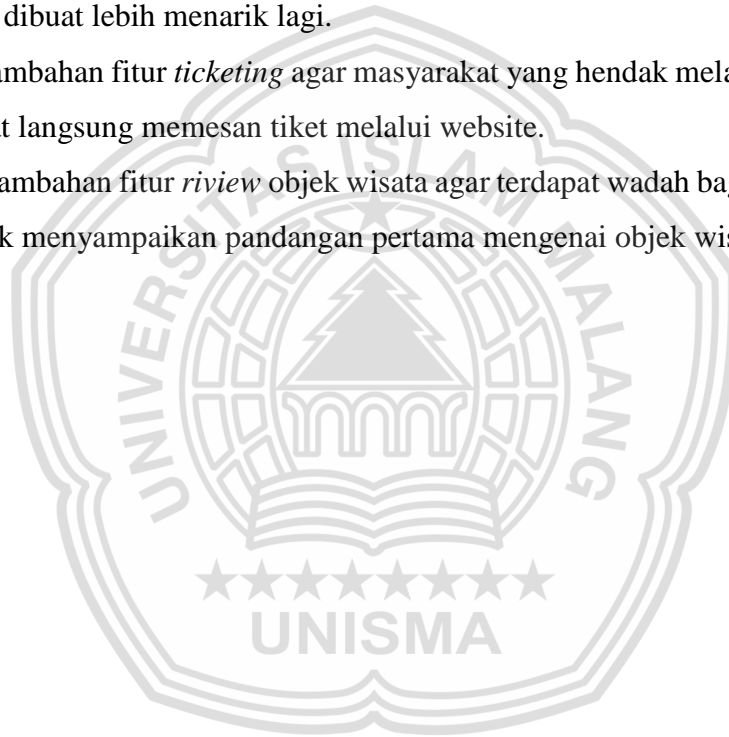 dibuat lebih menarik lagi.
ambahan fitur ticketing agar masyarakat yang hendak mela
t langsung memesan tiket melalui website.
ambahan fitur riview objek wisata agar terdapat wadah bag
k menyampaikan pandangan pertama mengenai objek wis
UNIVERSITAS ISLAM MALANG
UNISMA